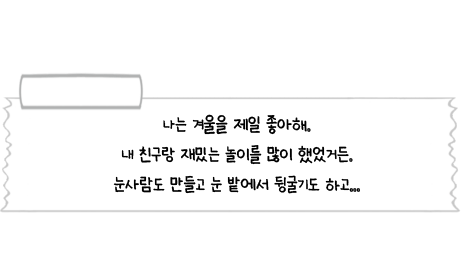 나는 겨울을 제일 좋아해.
내 친구랑 재밌는 놀이를 많이 했었거든.
눈사람도 만들고 눈 밭에서 뒹굴기도 하고...